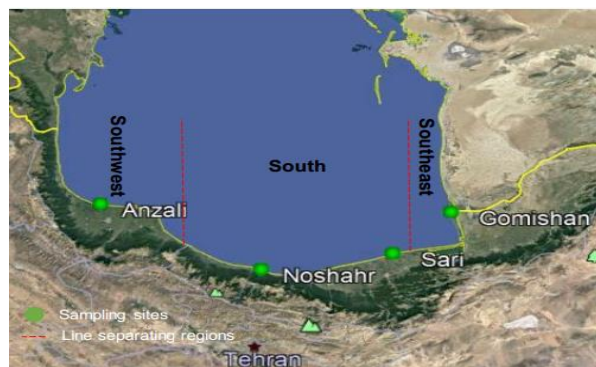 Southwest
South
Southeast
Anzali
Gomishan
Sari
Noshahr
Sampling sites
Line separating regions
Tehran